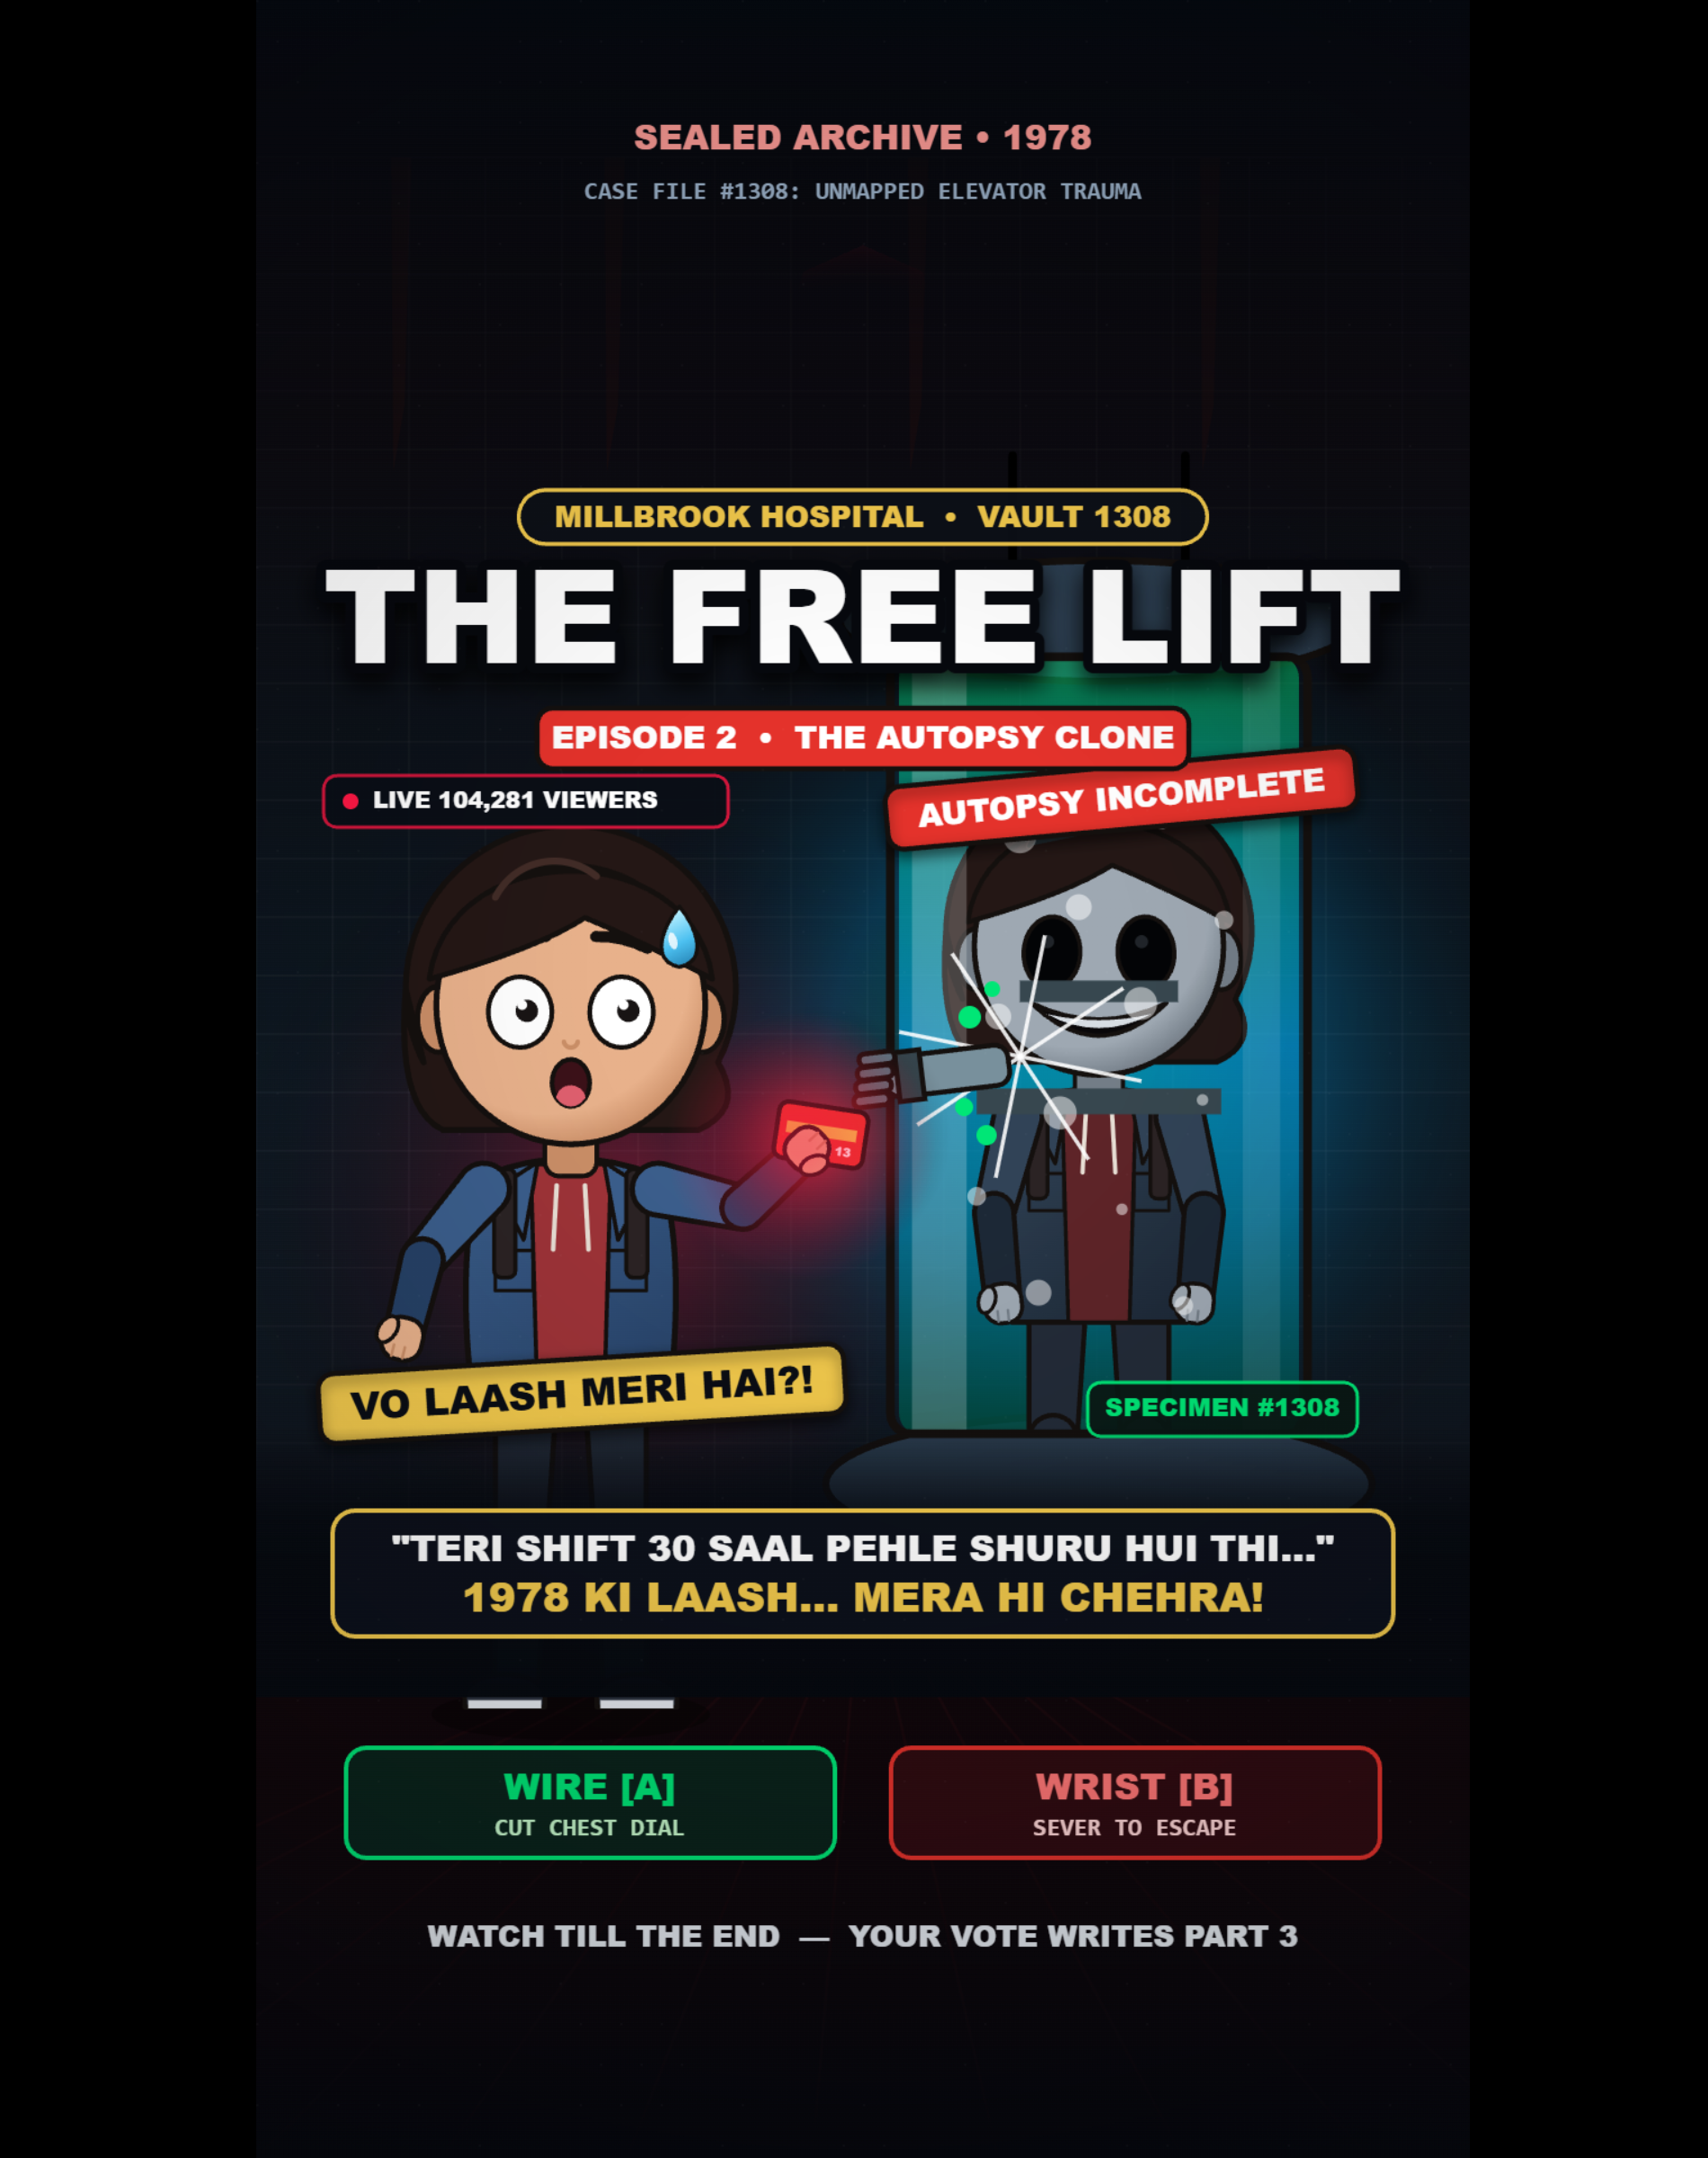 SEALED ARCHIVE • 1978
CASE FILE #1308: UNMAPPED ELEVATOR TRAUMA
MILLBROOK HOSPITAL • VAULT 1308
THE FREE LIFT
EPISODE 2 • THE AUTOPSY CLONE
LIVE 104,281 VIEWERS
AUTOPSY INCOMPLETE
13
VO LAASH MERI HAI?!
SPECIMEN #1308
"TERI SHIFT 30 SAAL PEHLE SHURU HUI THI..."
1978 KI LAASH... MERA HI CHEHRA!
WIRE [A]
CUT CHEST DIAL
WRIST [B]
SEVER TO ESCAPE
WATCH TILL THE END — YOUR VOTE WRITES PART 3